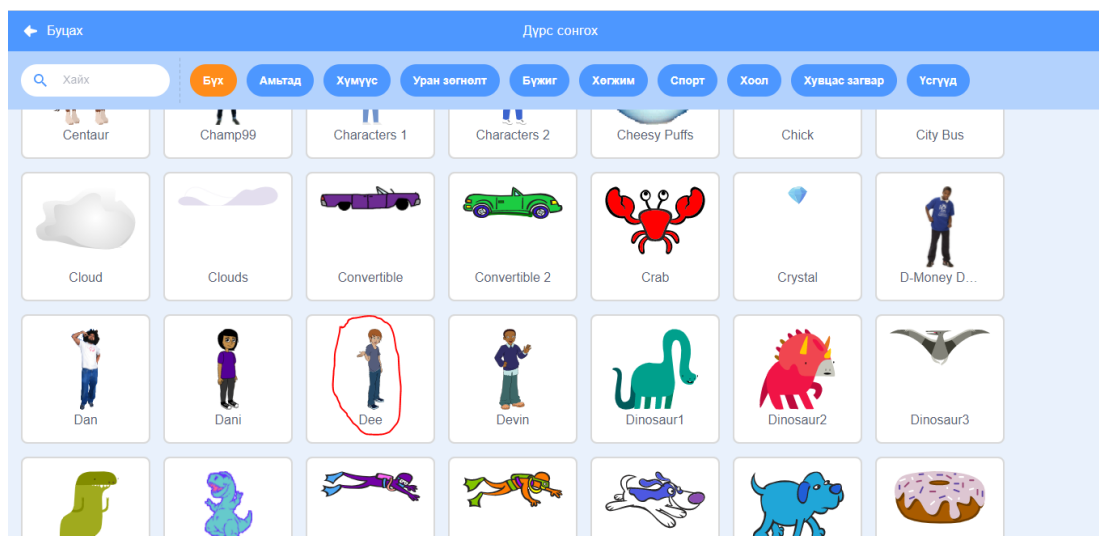 Буцах
Дүрс сонгох
Хайх
Бүх
Амьтад
Хүмүүс
Уран зөгнөлт
Бүжиг
Хөгжим
Спорт
Хоол
Хувцас загвар
Үсгүүд
Centaur
Champ99
Characters 1
Characters 2
Cheesy Puffs
Chick
City Bus
Cloud
Clouds
Convertible
Convertible 2
Crab
Crystal
D-Money D...
Dan
Dani
Dee
Devin
Dinosaur1
Dinosaur2
Dinosaur3